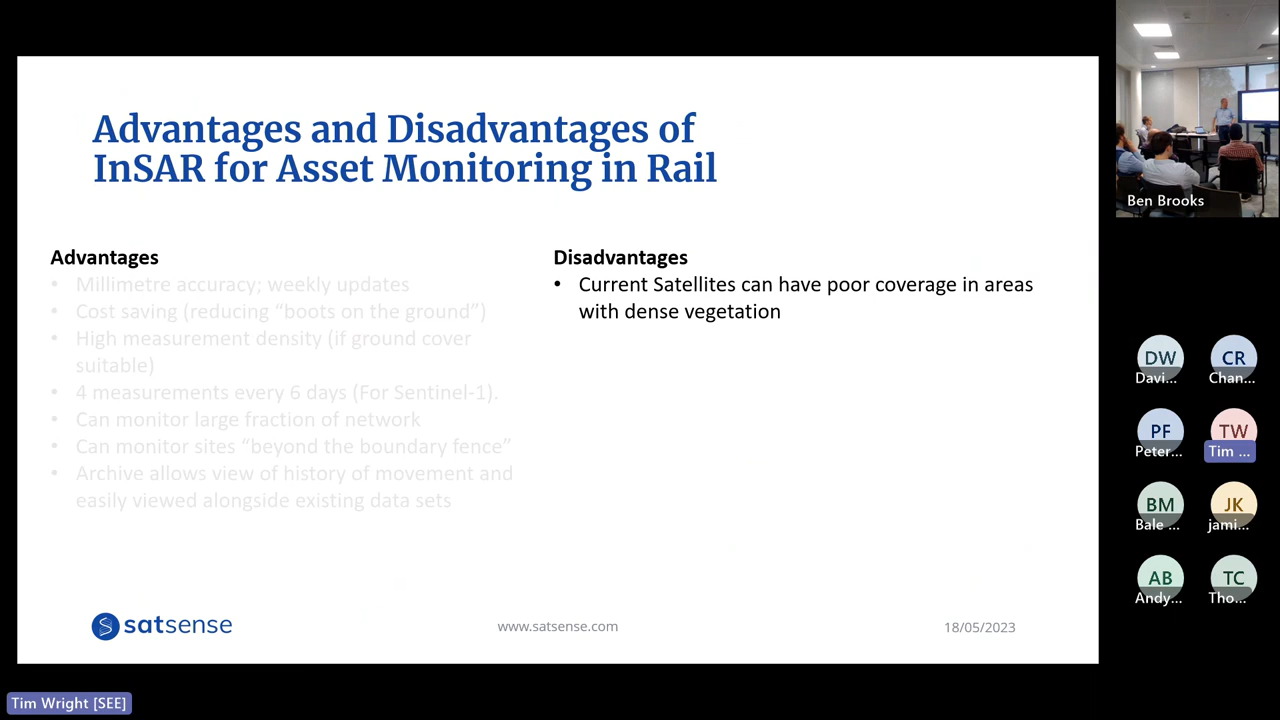 Advantages and Disadvantages of
InSAR for Asset Monitoring in Rail
Advantages
• Millimetre accuracy; weekly updates
• Cost saving (reducing “boots on the ground”)
• High measurement density (if ground cover
suitable)
• 4 measurements every 6 days (For Sentinel-1).
• Can monitor large fraction of network
• Can monitor sites “beyond the boundary fence”
• Archive allows view of history of movement and
easily viewed alongside existing data sets
Disadvantages
• Current Satellites can have poor coverage in areas
with dense vegetation
satsense
www.satsense.com
18/05/2023
Ben Brooks
DW
Davi...
CR
Chan...
PF
Peter...
TW
Tim ...
BM
Bale ...
JK
jami...
AB
Andy...
TC
Tho...
Tim Wright [SEE]